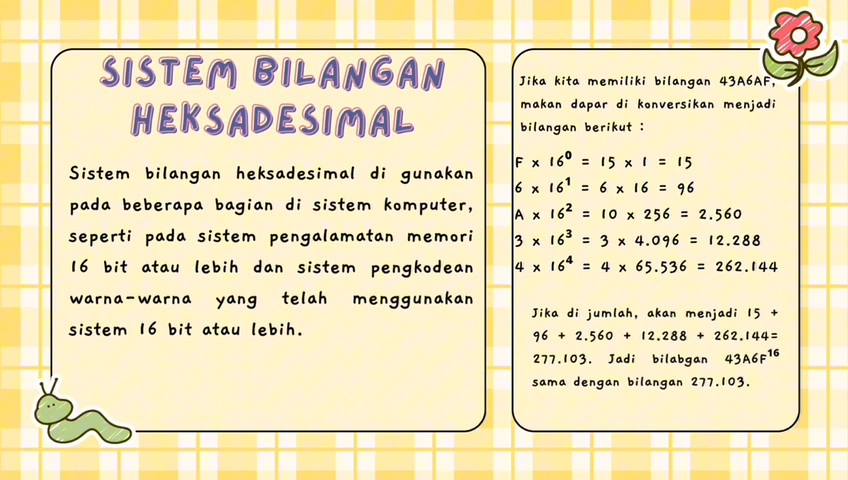 SISTEM BILANGAN
HEKSADESIMAL
Sistem bilangan heksadesimal di gunakan
pada beberapa bagian di sistem komputer,
seperti pada sistem pengalamatan memori
16 bit atau lebih dan sistem pengkodean
warna-warna yang telah menggunakan
sistem 16 bit atau lebih.
Jika kita memiliki bilangan 43A6AF,
makan dapar di konversikan menjadi
bilangan berikut :
F x 16⁰ = 15 x 1 = 15
6 x 16¹ = 6 x 16 = 96
A x 16² = 10 x 256 = 2.560
3 x 16³ = 3 x 4.096 = 12.288
4 x 16⁴ = 4 x 65.536 = 262.144
Jika di jumlah, akan menjadi 15 +
96 + 2.560 + 12.288 + 262.144=
277.103. Jadi bilabgan 43A6F¹⁶
sama dengan bilangan 277.103.